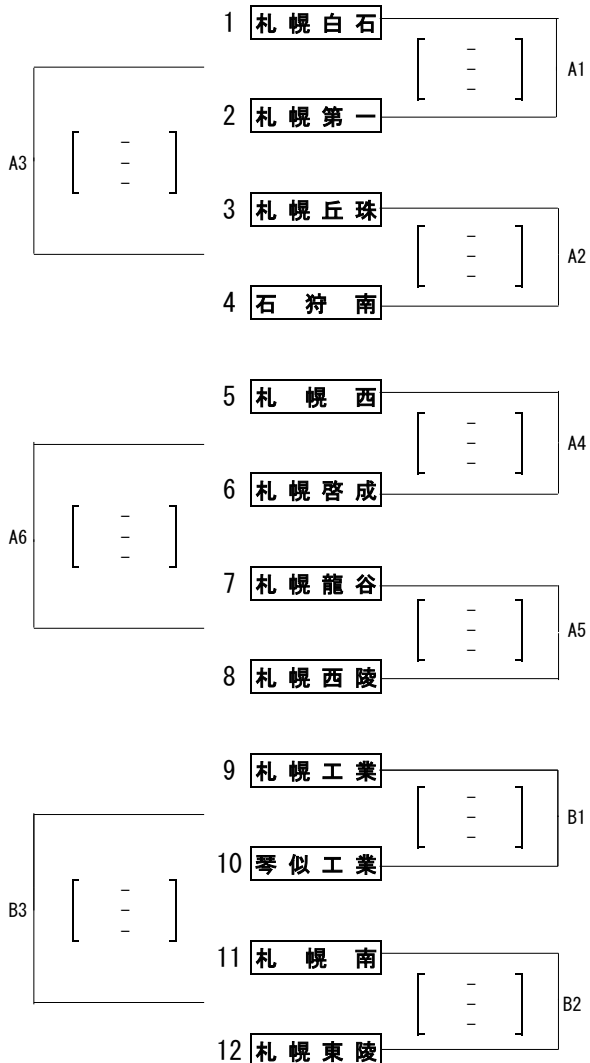 1 札幌白石
[ - - - ] A1
2 札幌第一
A3 [ - - - ]
3 札幌丘珠
[ - - - ] A2
4 石狩南
5 札幌西
[ - - - ] A4
6 札幌啓成
A6 [ - - - ]
7 札幌龍谷
[ - - - ] A5
8 札幌西陵
9 札幌工業
[ - - - ] B1
10 琴似工業
B3 [ - - - ]
11 札幌南
[ - - - ] B2
12 札幌東陵